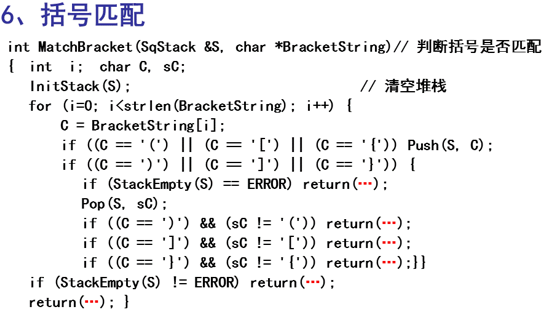 6、括号匹配
int MatchBracket(SqStack &S, char *BracketString)// 判断括号是否匹配
{ int i; char C, sC;
InitStack(S); // 清空堆栈
for (i=0; i<strlen(BracketString); i++) {
C = BracketString[i];
if ((C == '(') || (C == '[') || (C == '{')) Push(S, C);
if ((C == ')') || (C == ']') || (C == '}')) {
if (StackEmpty(S) == ERROR) return(…);
Pop(S, sC);
if ((C == ')') && (sC != '(')) return(…);
if ((C == ']') && (sC != '[')) return(…);
if ((C == '}') && (sC != '{')) return(…);}}
if (StackEmpty(S) != ERROR) return(…);
return(…); }